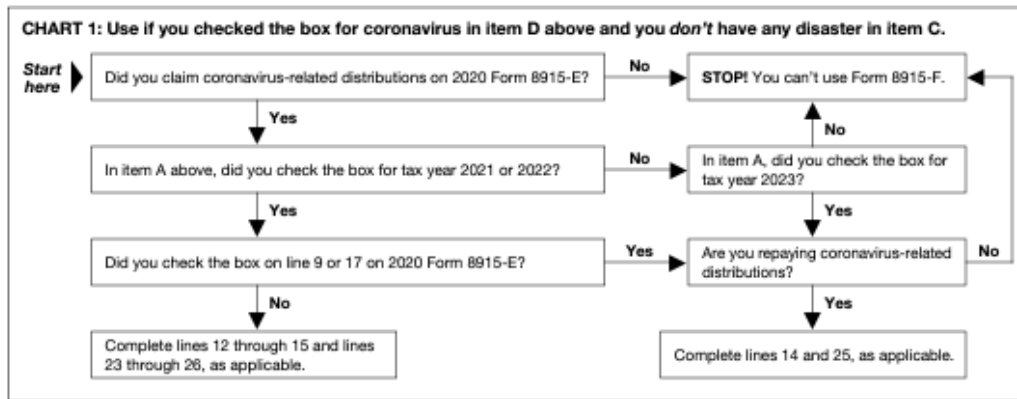 CHART 1: Use if you checked the box for coronavirus in item D above and you don't have any disaster in item C.
Start
here
Did you claim coronavirus-related distributions on 2020 Form 8915-E?
No
STOP! You can't use Form 8915-F.
Yes
No
In item A above, did you check the box for tax year 2021 or 2022?
No
In item A, did you check the box for
tax year 2023?
Yes
Yes
Did you check the box on line 9 or 17 on 2020 Form 8915-E?
Yes
Are you repaying coronavirus-related
distributions?
No
No
Yes
Complete lines 12 through 15 and lines
23 through 26, as applicable.
Complete lines 14 and 25, as applicable.